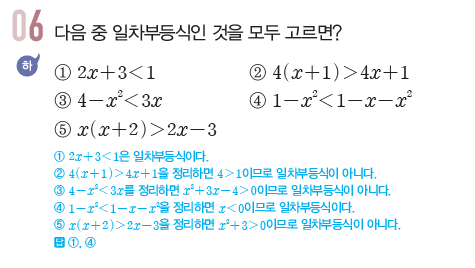 06 다음 중 일차부등식인 것을 모두 고르면?
하
① 2x+3<1 ② 4(x+1)>4x+1
③ 4-x²<3x ④ 1-x²<1-x-x²
⑤ x(x+2)>2x-3
① 2x+3<1은 일차부등식이다.
② 4(x+1)>4x+1을 정리하면 4>1이므로 일차부등식이 아니다.
③ 4-x²<3x를 정리하면 x²+3x-4>0이므로 일차부등식이 아니다.
④ 1-x²<1-x-x²을 정리하면 x<0이므로 일차부등식이다.
⑤ x(x+2)>2x-3을 정리하면 x²+3>0이므로 일차부등식이 아니다.
답 ①, ④